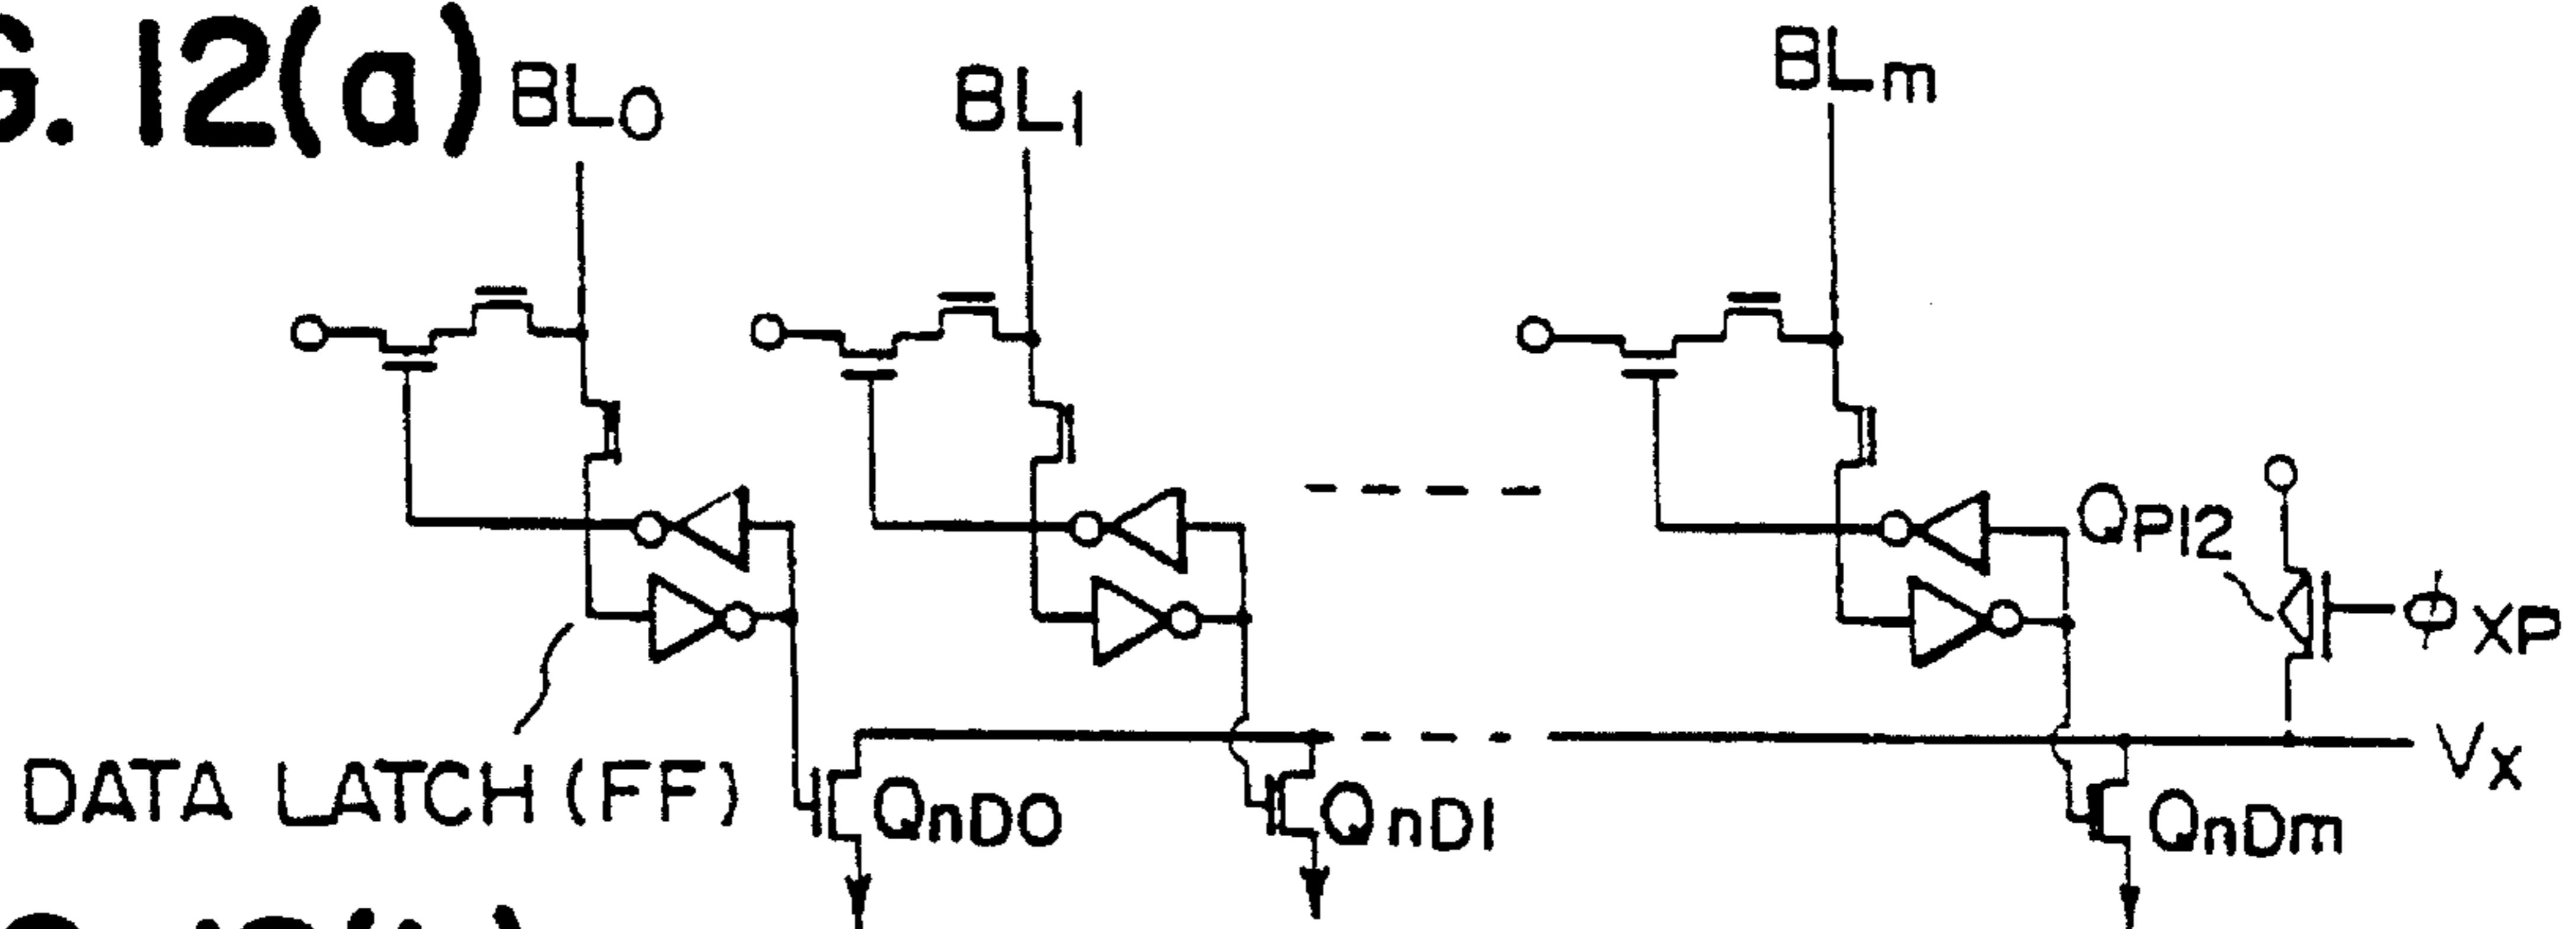 G. 12(a)
BL0
BL1
BLm
QP12
φXP
DATA LATCH (FF)
QnD0
QnD1
QnDm
VX